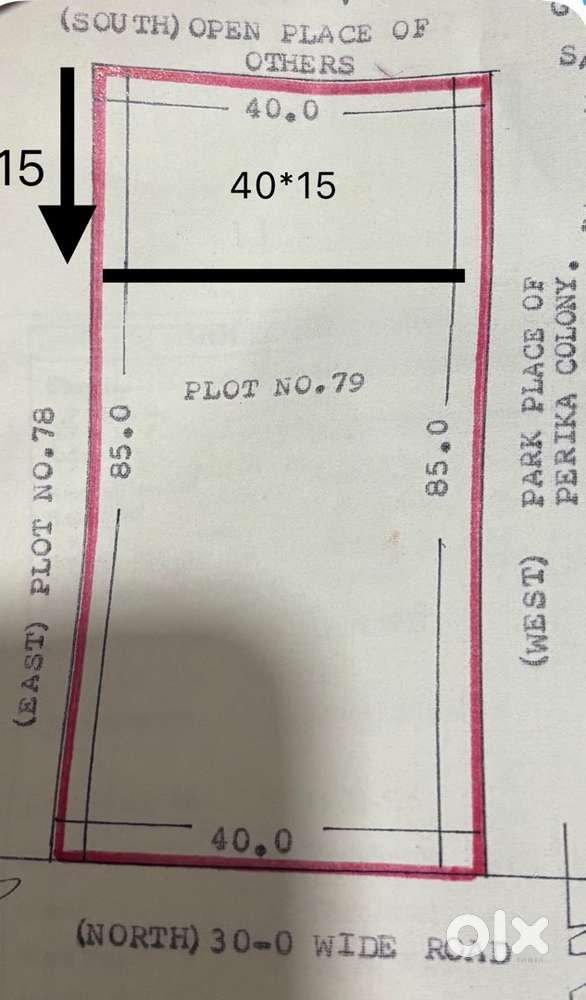 (SOUTH) OPEN PLACE OF
OTHERS
S
40.0
15
40*15
PLOT NO.79
85.0
85.0
(EAST) PLOT NO.78
(WEST) PARK PLACE OF
PERIKA COLONY.
40.0
(NORTH) 30-0 WIDE ROAD
olx
INDIA